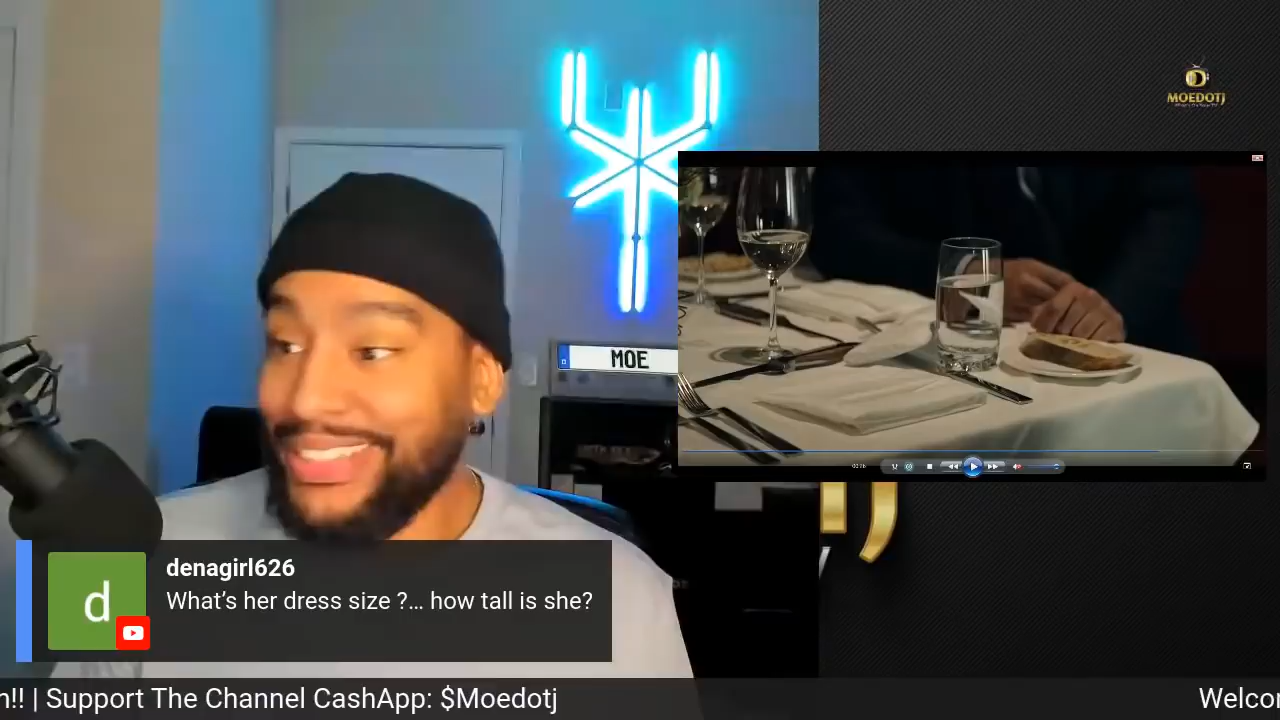 MOEDOTJ
MOE
denagirl626
What's her dress size ?... how tall is she?
d
!! | Support The Channel CashApp: $Moedotj
Welco